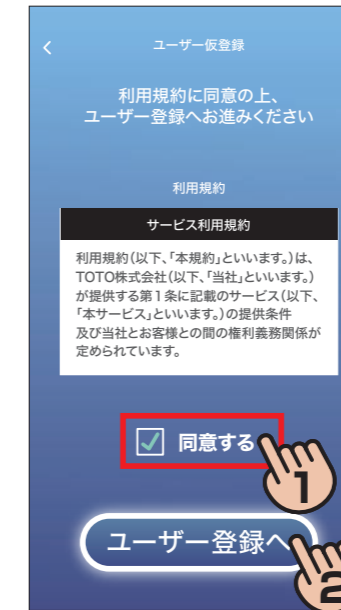 ユーザー仮登録
利用規約に同意の上、
ユーザー登録へお進みください
利用規約
サービス利用規約
利用規約（以下、「本規約」といいます。）は、
TOTO株式会社（以下、「当社」といいます。）
が提供する第1条に記載のサービス（以下、
「本サービス」といいます。）の提供条件
及び当社とお客様との間の権利義務関係が
定められています。
同意する
1
ユーザー登録へ
2